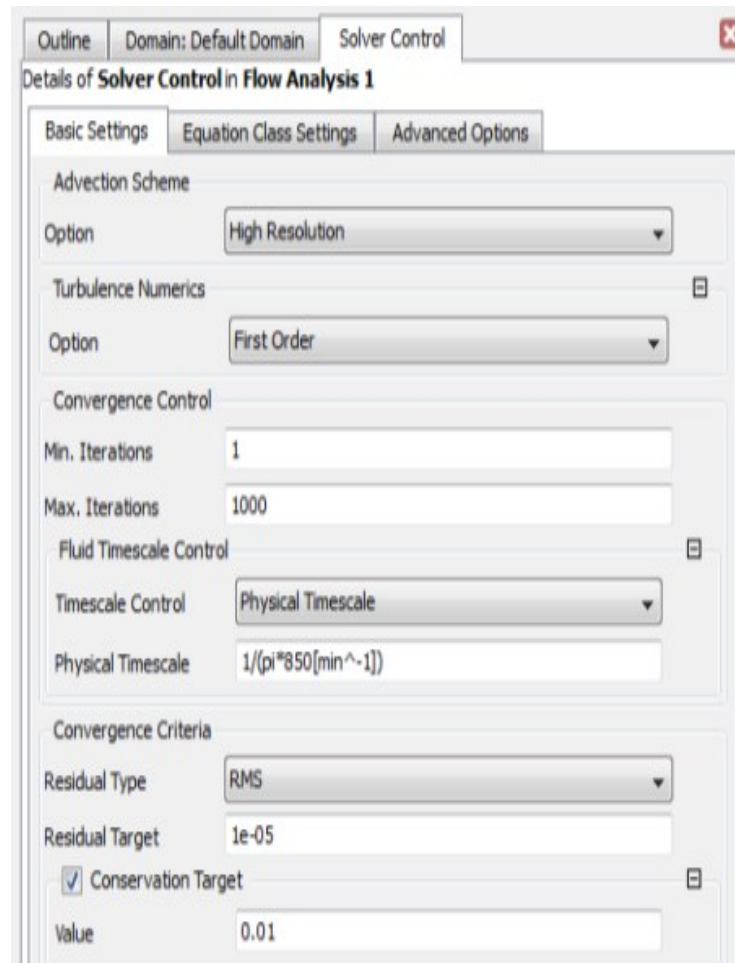 Outline Domain: Default Domain Solver Control
Details of Solver Control in Flow Analysis 1
Basic Settings Equation Class Settings Advanced Options
Advection Scheme
Option High Resolution
Turbulence Numerics
Option First Order
Convergence Control
Min. Iterations 1
Max. Iterations 1000
Fluid Timescale Control
Timescale Control Physical Timescale
Physical Timescale 1/(pi*850[min^-1])
Convergence Criteria
Residual Type RMS
Residual Target 1e-05
Conservation Target
Value 0.01